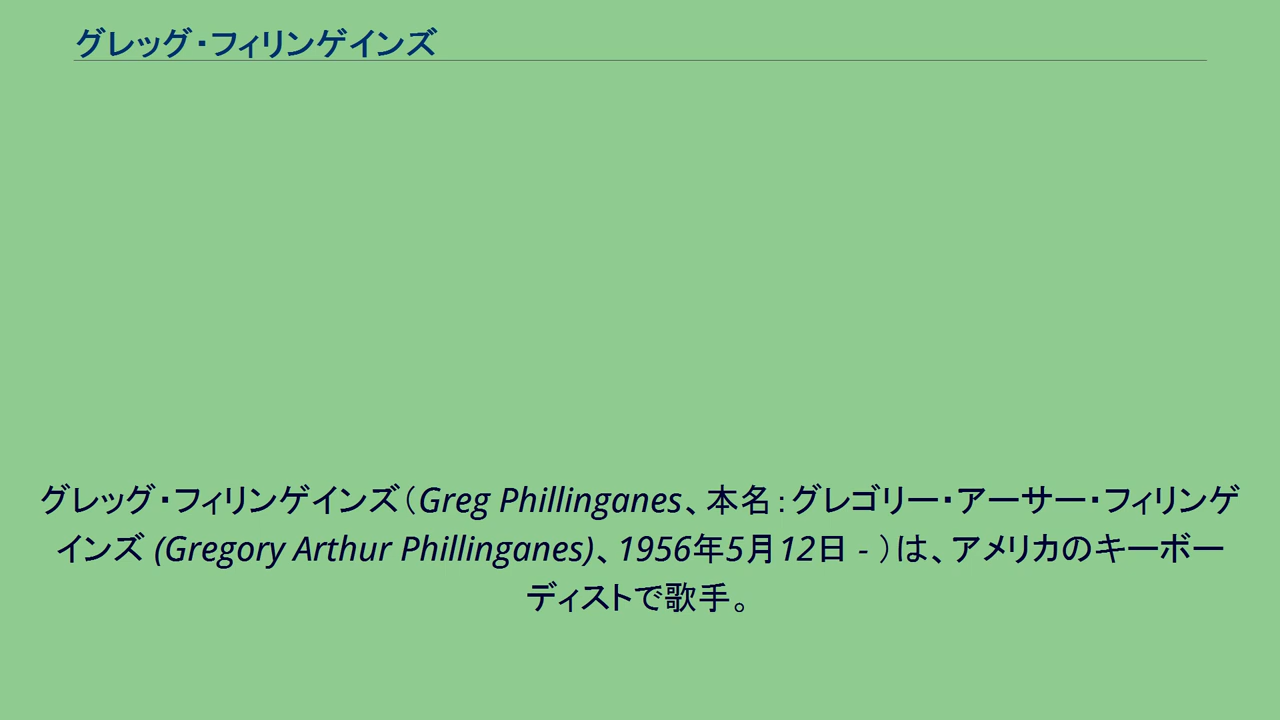 グレッグ・フィリンゲインズ
グレッグ・フィリンゲインズ（Greg Phillinganes、本名：グレゴリー・アーサー・フィリンゲ
インズ (Gregory Arthur Phillinganes)、1956年5月12日 - ）は、アメリカのキーボー
ディストで歌手。